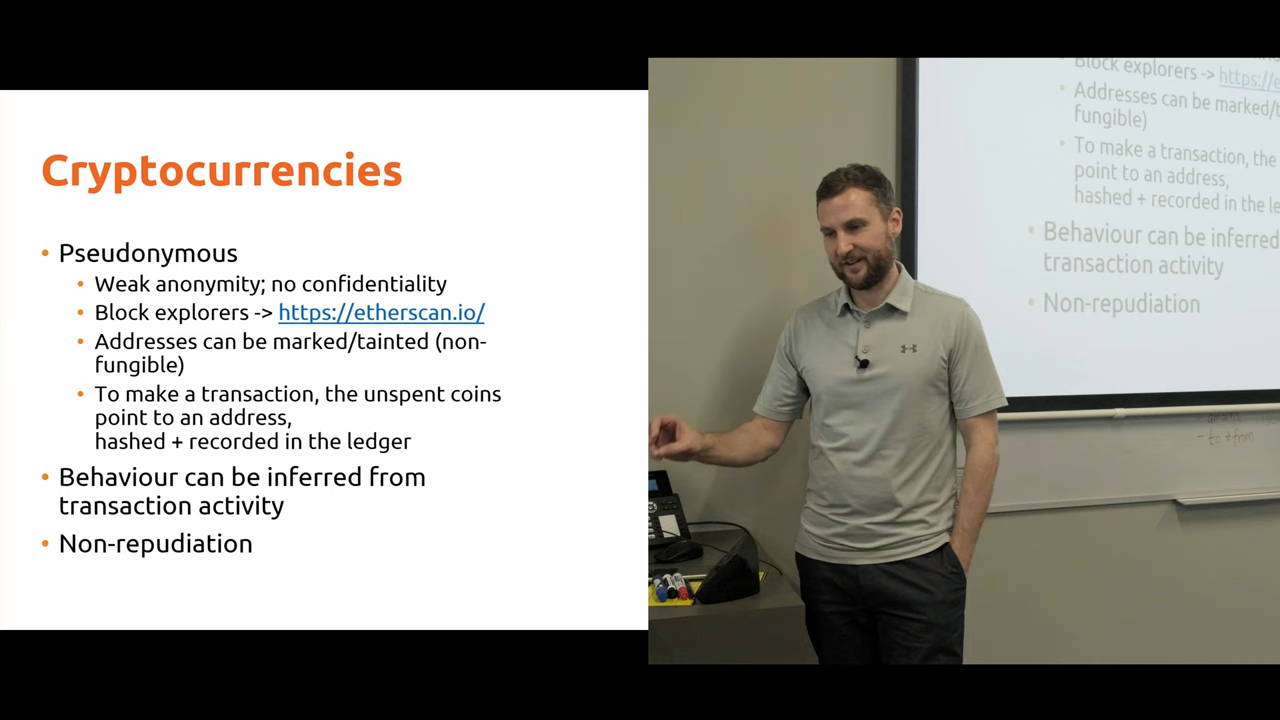 Cryptocurrencies
• Pseudonymous
• Weak anonymity; no confidentiality
• Block explorers -> https://etherscan.io/
• Addresses can be marked/tainted (non-
fungible)
• To make a transaction, the unspent coins
point to an address,
hashed + recorded in the ledger
• Behaviour can be inferred from
transaction activity
• Non-repudiation
Block explorers -> https://e
• Addresses can be marked/t
fungible)
• To make a transaction, the
point to an address,
hashed + recorded in the le
• Behaviour can be inferred
transaction activity
• Non-repudiation
- amount
- to + from